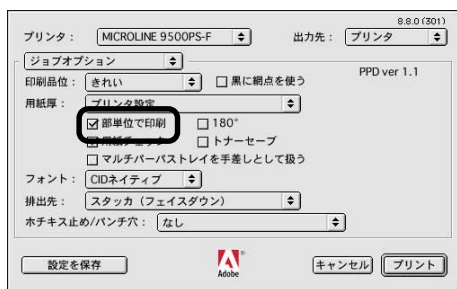 8.8.0 (301)
プリンタ： MICROLINE 9500PS-F 出力先： プリンタ
ジョブオプション
PPD ver 1.1
印刷品位： きれい 黒に網点を使う
用紙厚： プリンタ設定
部単位で印刷 180°
用紙チェック トナーセーブ
マルチパーパストレイを手差しとして扱う
フォント： CIDネイティブ
排出先： スタッカ（フェイスダウン）
ホチキス止め/パンチ穴： なし
設定を保存 Adobe キャンセル プリント